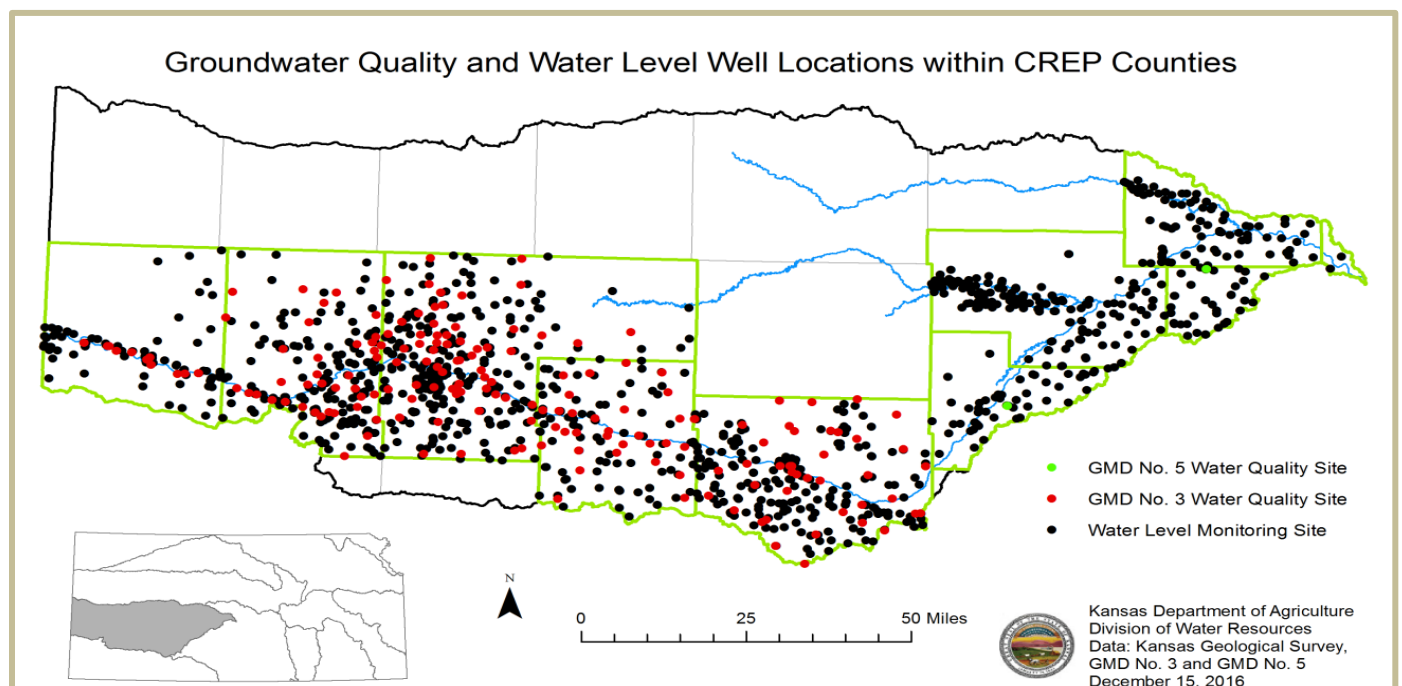 Groundwater Quality and Water Level Well Locations within CREP Counties
GMD No. 5 Water Quality Site
GMD No. 3 Water Quality Site
Water Level Monitoring Site
N
0 25 50 Miles
Kansas Department of Agriculture
Division of Water Resources
Data: Kansas Geological Survey,
GMD No. 3 and GMD No. 5
December 15, 2016